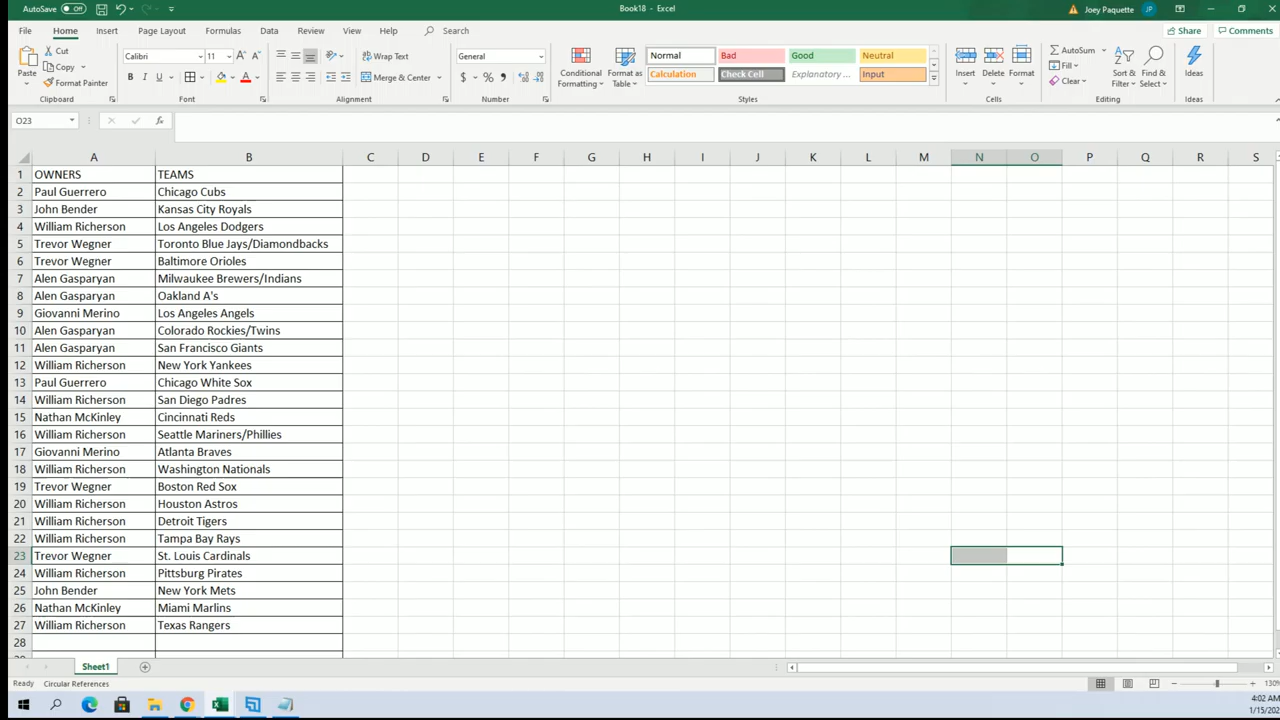 AutoSave Off Book18 - Excel Joey Paquette JP
File Home Insert Page Layout Formulas Data Review View Help Search Share Comments
Paste Cut Copy Format Painter Clipboard
Calibri 11 B I U Font
Wrap Text Merge & Center Alignment
General $ % , Number
Conditional Formatting Format as Table Normal Bad Good Neutral Calculation Check Cell Explanatory ... Input Styles
Insert Delete Format Cells
AutoSum Fill Clear Sort & Filter Find & Select Editing
Ideas Ideas
O23 fx
A B C D E F G H I J K L M N O P Q R S
1 OWNERS TEAMS
2 Paul Guerrero Chicago Cubs
3 John Bender Kansas City Royals
4 William Richerson Los Angeles Dodgers
5 Trevor Wegner Toronto Blue Jays/Diamondbacks
6 Trevor Wegner Baltimore Orioles
7 Alen Gasparyan Milwaukee Brewers/Indians
8 Alen Gasparyan Oakland A's
9 Giovanni Merino Los Angeles Angels
10 Alen Gasparyan Colorado Rockies/Twins
11 Alen Gasparyan San Francisco Giants
12 William Richerson New York Yankees
13 Paul Guerrero Chicago White Sox
14 William Richerson San Diego Padres
15 Nathan McKinley Cincinnati Reds
16 William Richerson Seattle Mariners/Phillies
17 Giovanni Merino Atlanta Braves
18 William Richerson Washington Nationals
19 Trevor Wegner Boston Red Sox
20 William Richerson Houston Astros
21 William Richerson Detroit Tigers
22 William Richerson Tampa Bay Rays
23 Trevor Wegner St. Louis Cardinals
24 William Richerson Pittsburg Pirates
25 John Bender New York Mets
26 Nathan McKinley Miami Marlins
27 William Richerson Texas Rangers
28
Sheet1
Ready Circular References 130%
4:02 AM
1/15/202